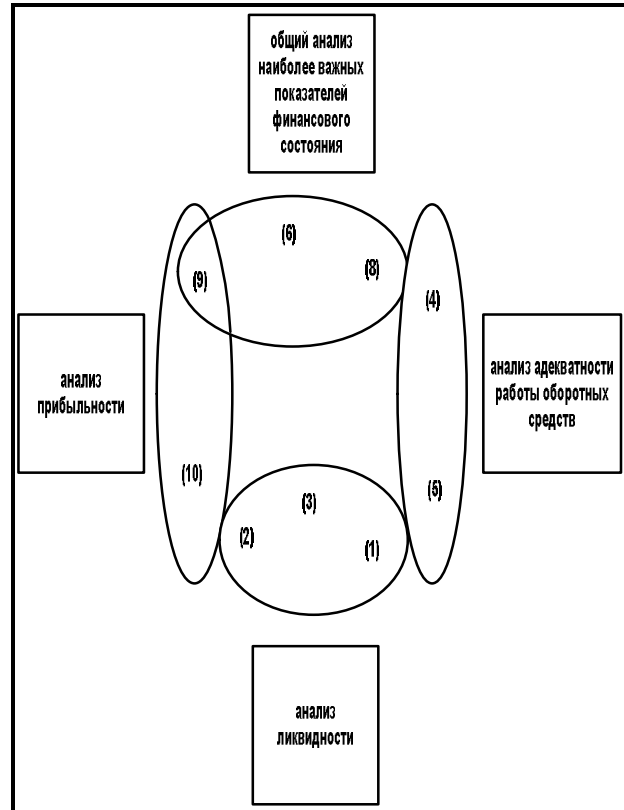 общий анализ
наиболее важных
показателей
финансового
состояния
(6)
(8)
(9)
(4)
анализ
прибыльности
анализ адекватности
работы оборотных
средств
(10)
(3)
(5)
(2)
(1)
анализ
ликвидности